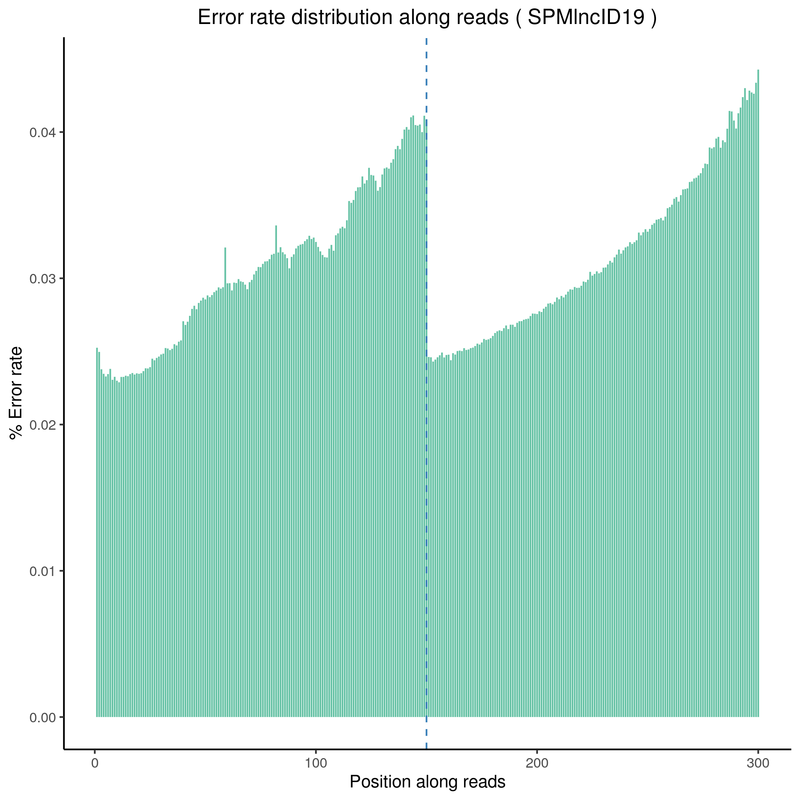 Error rate distribution along reads ( SPMlncID19 )
% Error rate
0.04
0.03
0.02
0.01
0.00
0 100 200 300
Position along reads